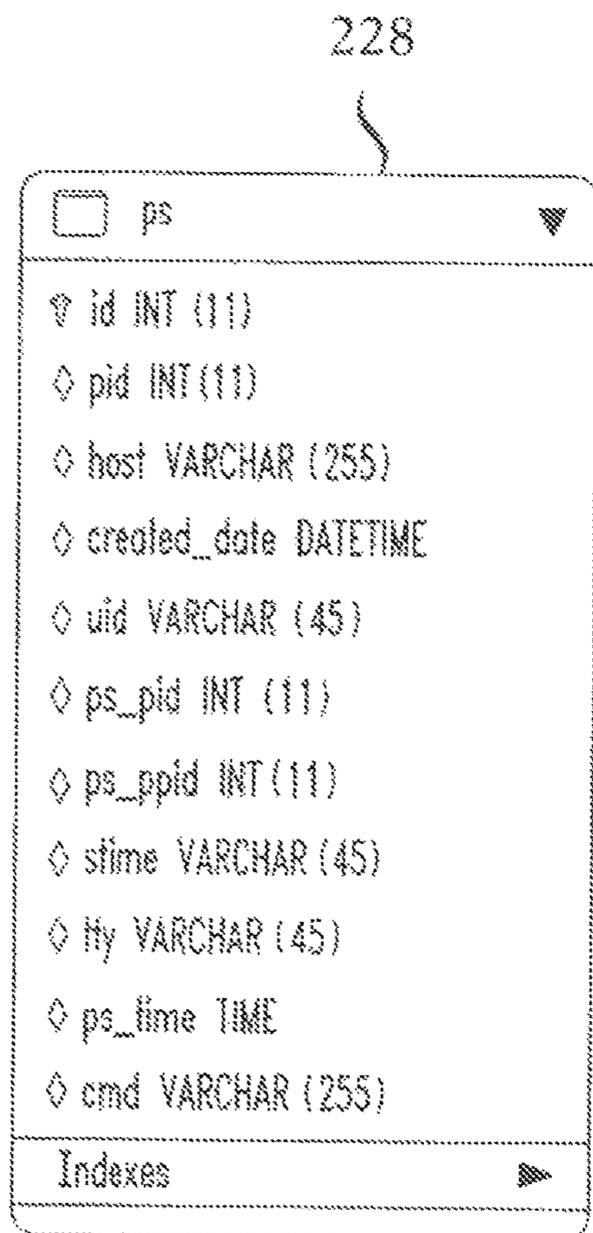 228
ps
id INT (11)
pid INT(11)
host VARCHAR (255)
created_date DATETIME
uid VARCHAR (45)
ps_pid INT (11)
ps_ppid INT(11)
stime VARCHAR (45)
tty VARCHAR (45)
ps_time TIME
cmd VARCHAR (255)
Indexes